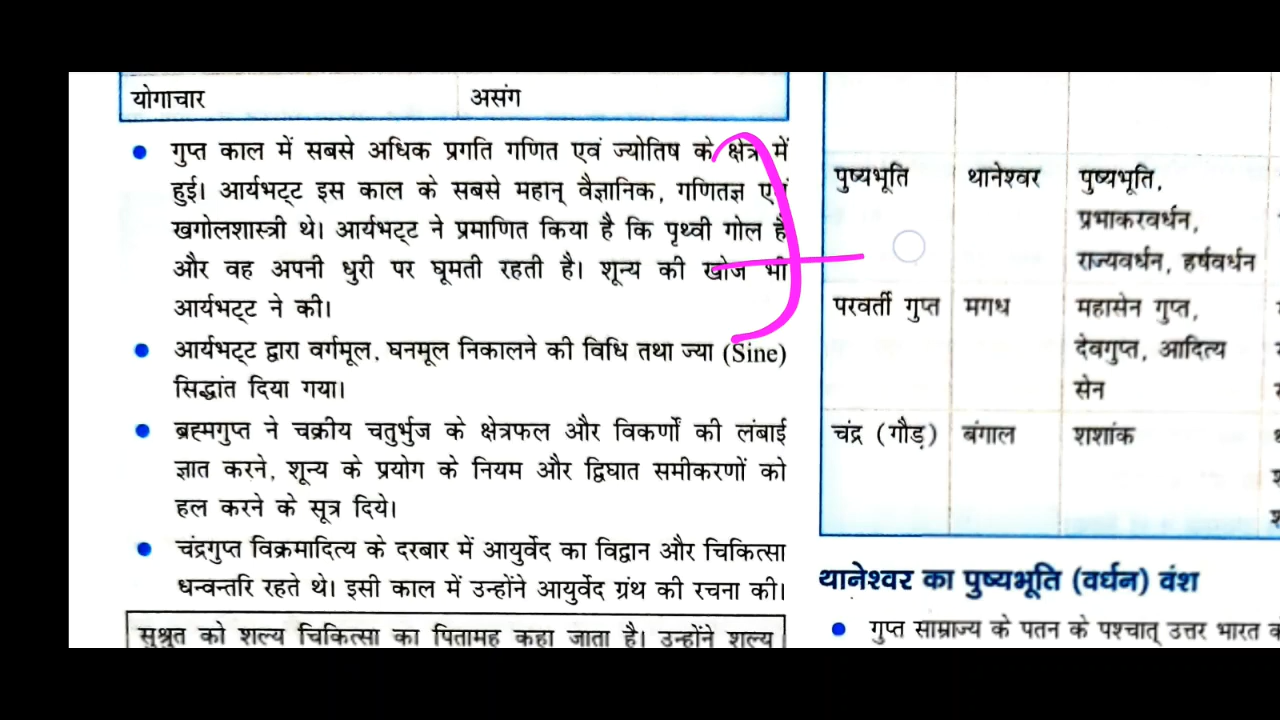 योगाचार असंग
गुप्त काल में सबसे अधिक प्रगति गणित एवं ज्योतिष के क्षेत्र में
हुई। आर्यभट्ट इस काल के सबसे महान् वैज्ञानिक, गणितज्ञ एवं
खगोलशास्त्री थे। आर्यभट्ट ने प्रमाणित किया है कि पृथ्वी गोल है
और वह अपनी धुरी पर घूमती रहती है। शून्य की खोज भी
आर्यभट्ट ने की।
आर्यभट्ट द्वारा वर्गमूल, घनमूल निकालने की विधि तथा ज्या (Sine)
सिद्धांत दिया गया।
ब्रह्मगुप्त ने चक्रीय चतुर्भुज के क्षेत्रफल और विकर्णों की लंबाई
ज्ञात करने, शून्य के प्रयोग के नियम और द्विघात समीकरणों को
हल करने के सूत्र दिये।
चंद्रगुप्त विक्रमादित्य के दरबार में आयुर्वेद का विद्वान और चिकित्सा
धन्वन्तरि रहते थे। इसी काल में उन्होंने आयुर्वेद ग्रंथ की रचना की।
सुश्रुत को शल्य चिकित्सा का पितामह कहा जाता है। उन्होंने शल्य
पुष्यभूति थानेश्वर पुष्यभूति,
प्रभाकरवर्धन,
राज्यवर्धन, हर्षवर्धन
परवर्ती गुप्त मगध महासेन गुप्त,
देवगुप्त, आदित्य
सेन
चंद्र (गौड़) बंगाल शशांक
थानेश्वर का पुष्यभूति (वर्धन) वंश
गुप्त साम्राज्य के पतन के पश्चात् उत्तर भारत